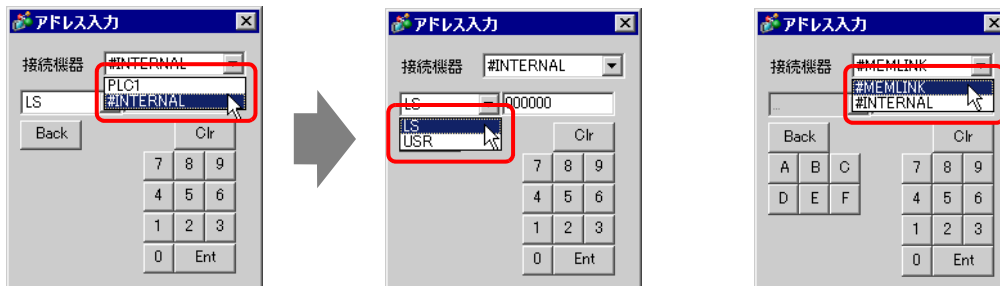 アドレス入力
接続機器 #INTERNAL
PLC1
#INTERNAL
LS
Back Clr
7 8 9
4 5 6
1 2 3
0 Ent
アドレス入力
接続機器 #INTERNAL
LS 000000
LS
USR
Clr
7 8 9
4 5 6
1 2 3
0 Ent
アドレス入力
接続機器 #MEMLINK
#MEMLINK
#INTERNAL
...
Back Clr
A B C 7 8 9
D E F 4 5 6
1 2 3
0 Ent